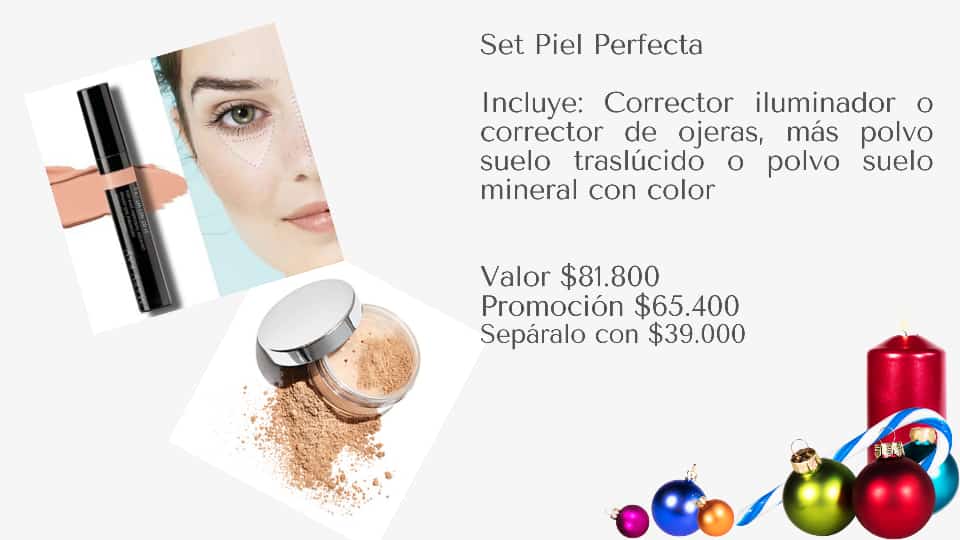 Set Piel Perfecta
Incluye: Corrector iluminador o
corrector de ojeras, más polvo
suelo traslúcido o polvo suelo
mineral con color
Valor $81.800
Promoción $65.400
Sepáralo con $39.000